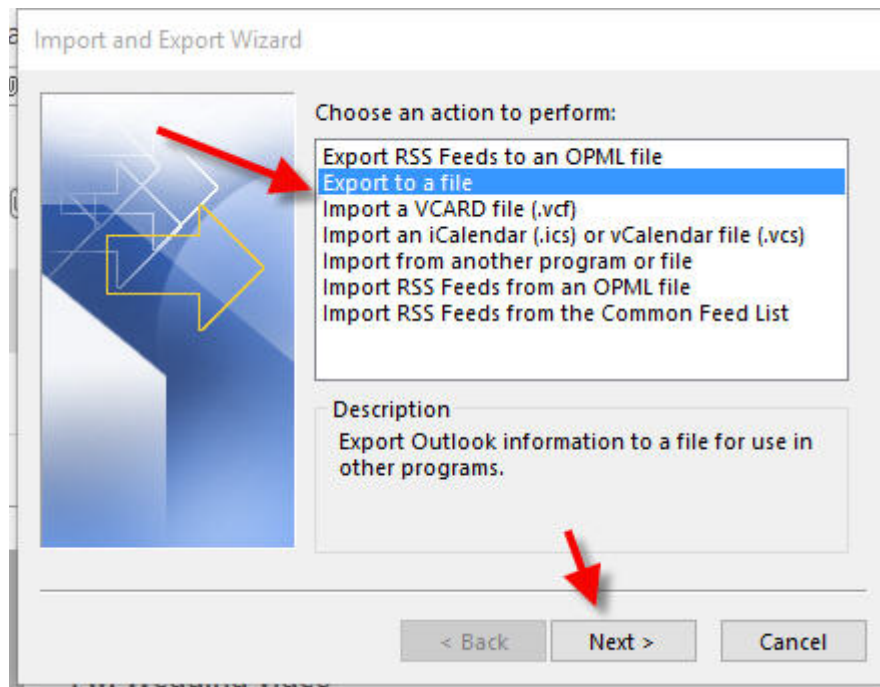 Import and Export Wizard
Choose an action to perform:
Export RSS Feeds to an OPML file
Export to a file
Import a VCARD file (.vcf)
Import an iCalendar (.ics) or vCalendar file (.vcs)
Import from another program or file
Import RSS Feeds from an OPML file
Import RSS Feeds from the Common Feed List
Description
Export Outlook information to a file for use in
other programs.
< Back Next > Cancel